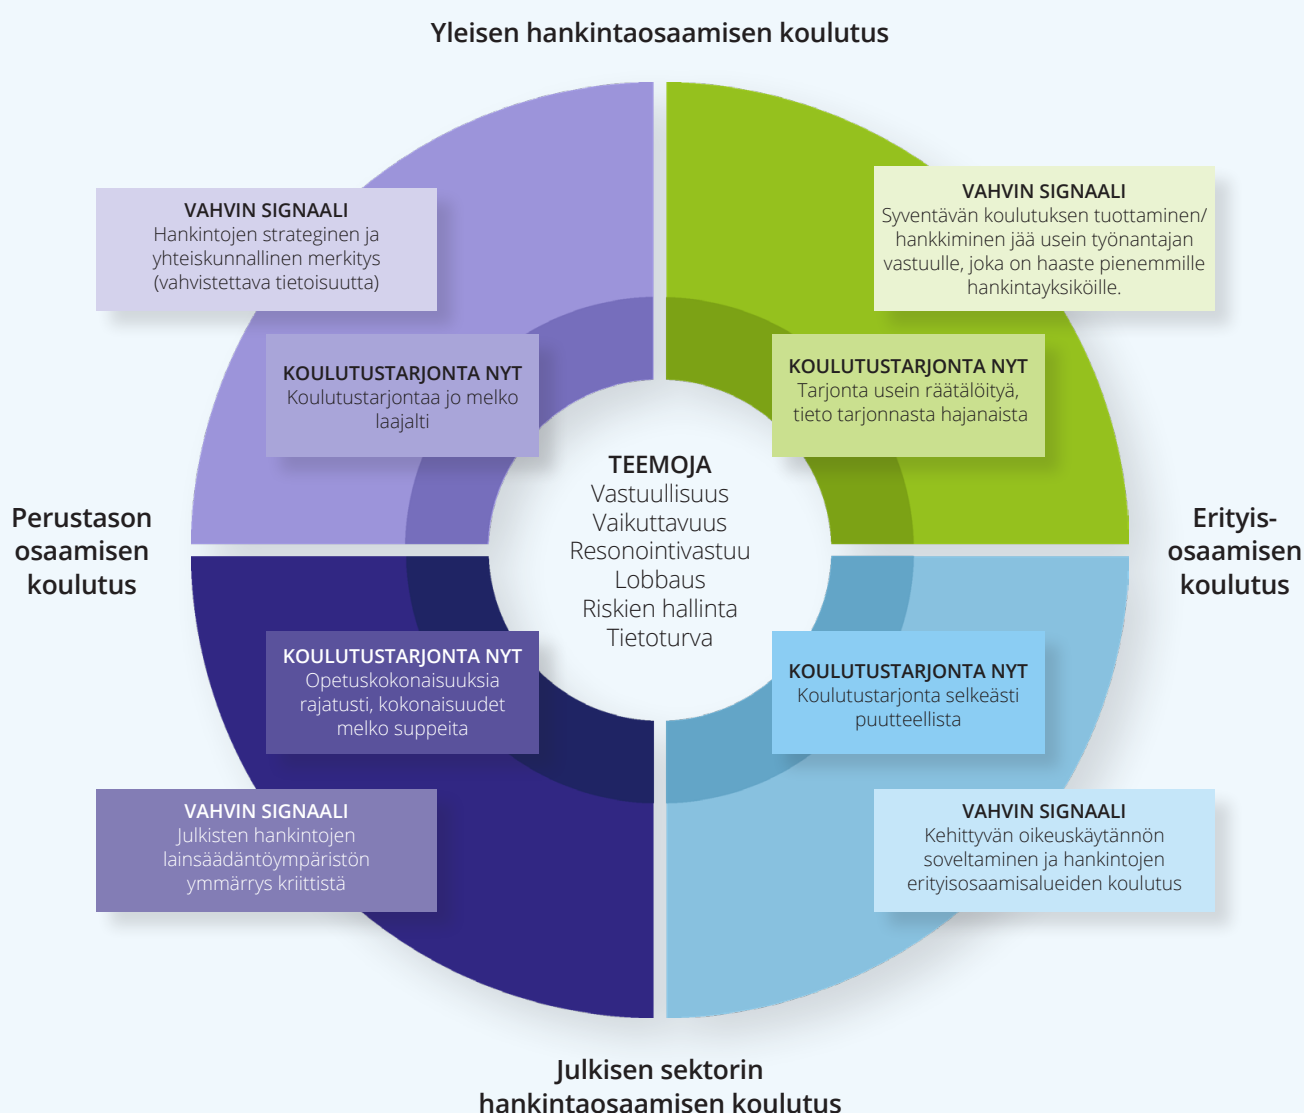 Yleisen hankintaosaamisen koulutus
VAHVIN SIGNAALI
Hankintojen strateginen ja
yhteiskunnallinen merkitys
(vahvistettava tietoisuutta)
VAHVIN SIGNAALI
Syventävän koulutuksen tuottaminen/
hankkiminen jää usein työnantajan
vastuulle, joka on haaste pienemmille
hankintayksiköille.
KOULUTUSTARJONTA NYT
Koulutustarjontaa jo melko
laajalti
KOULUTUSTARJONTA NYT
Tarjonta usein räätälöityä,
tieto tarjonnasta hajanaista
Perustason
osaamisen
koulutus
TEEMOJA
Vastuullisuus
Vaikuttavuus
Resonointivastuu
Lobbaus
Riskien hallinta
Tietoturva
Erityis-
osaamisen
koulutus
KOULUTUSTARJONTA NYT
Opetuskokonaisuuksia
rajatusti, kokonaisuudet
melko suppeita
KOULUTUSTARJONTA NYT
Koulutustarjonta selkeästi
puutteellista
VAHVIN SIGNAALI
Julkisten hankintojen
lainsäädäntöympäristön
ymmärrys kriittistä
VAHVIN SIGNAALI
Kehittyvän oikeuskäytännön
soveltaminen ja hankintojen
erityisosaamisalueiden koulutus
Julkisen sektorin
hankintaosaamisen koulutus